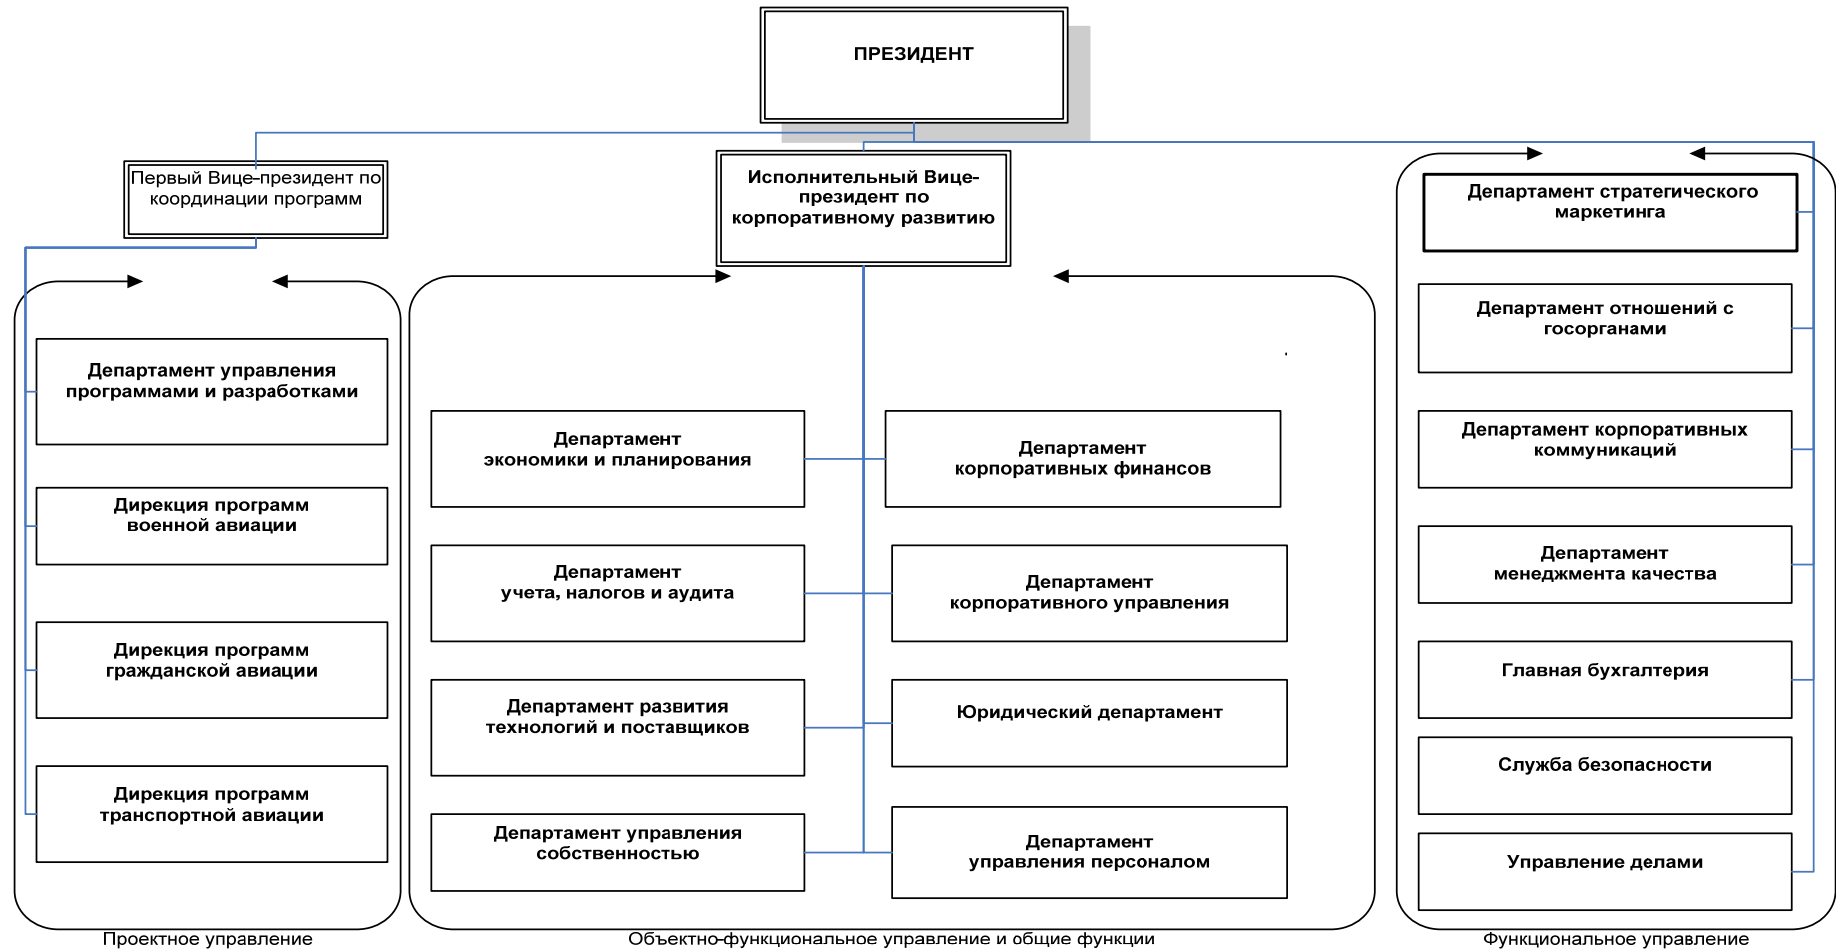 ПРЕЗИДЕНТ
Первый Вице-президент по
координации программ
Исполнительный Вице-
президент по
корпоративному развитию
Департамент управления
программами и разработками
Дирекция программ
военной авиации
Дирекция программ
гражданской авиации
Дирекция программ
транспортной авиации
Проектное управление
Департамент
экономики и планирования
Департамент
корпоративных финансов
Департамент
учета, налогов и аудита
Департамент
корпоративного управления
Департамент развития
технологий и поставщиков
Юридический департамент
Департамент управления
собственностью
Департамент
управления персоналом
Объектно-функциональное управление и общие функции
Департамент стратегического
маркетинга
Департамент отношений с
госорганами
Департамент корпоративных
коммуникаций
Департамент
менеджмента качества
Главная бухгалтерия
Служба безопасности
Управление делами
Функциональное управление